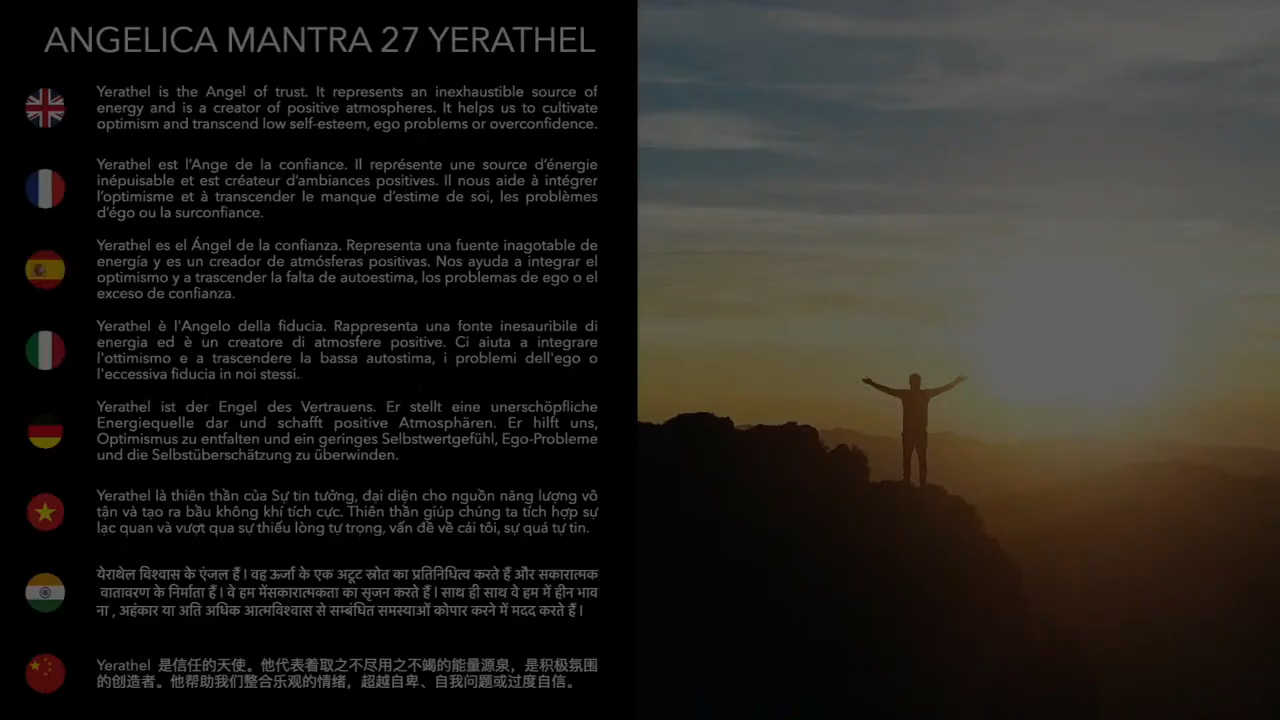 ANGELICA MANTRA 27 YERATHEL
Yerathel is the Angel of trust. It represents an inexhaustible source of
energy and is a creator of positive atmospheres. It helps us to cultivate
optimism and transcend low self-esteem, ego problems or overconfidence.
Yerathel est l'Ange de la confiance. Il représente une source d'énergie
inépuisable et est créateur d'ambiances positives. Il nous aide à intégrer
l'optimisme et à transcender le manque d'estime de soi, les problèmes
d'égo ou la surconfiance.
Yerathel es el Ángel de la confianza. Representa una fuente inagotable de
energía y es un creador de atmósferas positivas. Nos ayuda a integrar el
optimismo y a trascender la falta de autoestima, los problemas de ego o el
exceso de confianza.
Yerathel è l'Angelo della fiducia. Rappresenta una fonte inesauribile di
energia ed è un creatore di atmosfere positive. Ci aiuta a integrare
l'ottimismo e a trascendere la bassa autostima, i problemi dell'ego o
l'eccessiva fiducia in noi stessi.
Yerathel ist der Engel des Vertrauens. Er stellt eine unerschöpfliche
Energiequelle dar und schafft positive Atmosphären. Er hilft uns,
Optimismus zu entfalten und ein geringes Selbstwertgefühl, Ego-Probleme
und die Selbstüberschätzung zu überwinden.
Yerathel là thiên thần của Sự tin tưởng, đại diện cho nguồn năng lượng vô
tận và tạo ra bầu không khí tích cực. Thiên thần giúp chúng ta tích hợp sự
lạc quan và vượt qua sự thiếu lòng tự trọng, vấn đề về cái tôi, sự quá tự tin.
येराथेल विश्वास के एंजल हैं। वह ऊर्जा के एक अटूट स्रोत का प्रतिनिधित्व करते हैं और सकारात्मक
वातावरण के निर्माता हैं। वे हम मेंसकारात्मकता का सृजन करते हैं। साथ ही साथ वे हम में हीन भाव
ना , अहंकार या अति अधिक आत्मविश्वास से सम्बंधित समस्याओं कोपार करने में मदद करते हैं।
Yerathel 是信任的天使。他代表着取之不尽用之不竭的能量源泉，是积极氛围
的创造者。他帮助我们整合乐观的情绪，超越自卑、自我问题或过度自信。